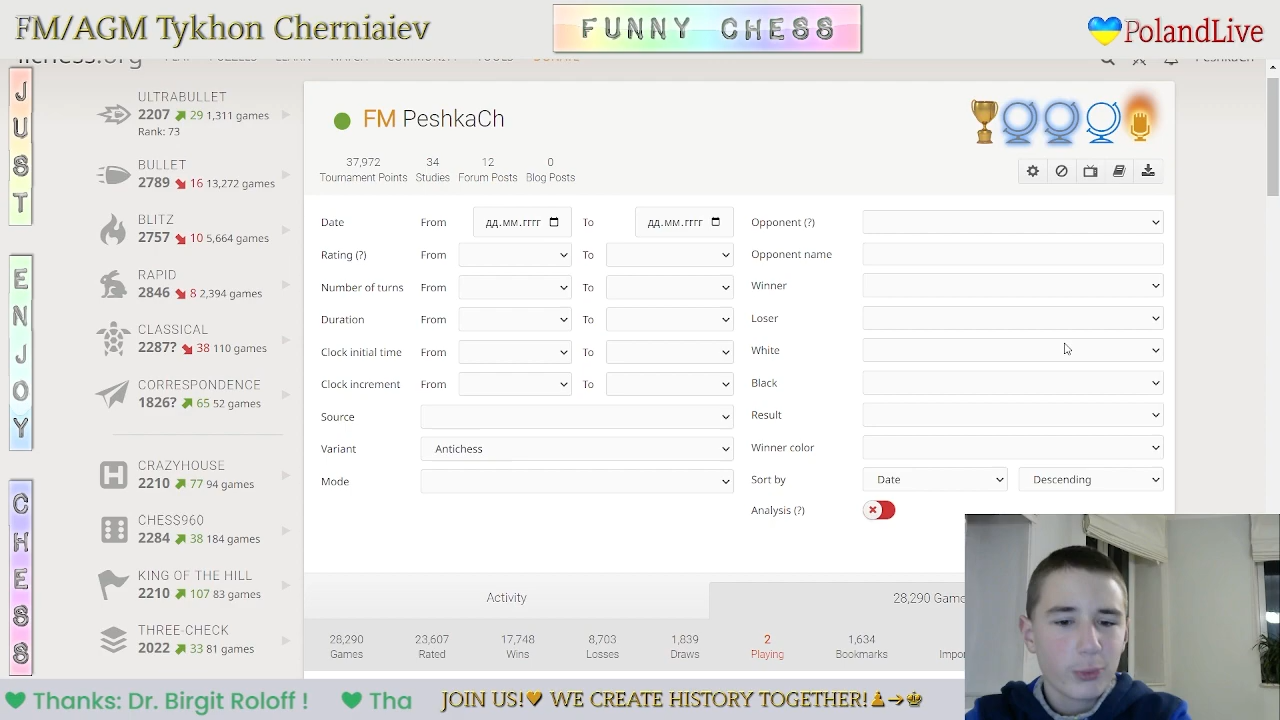 FM/AGM Tykhon Cherniaiev
FUNNY CHESS
PolandLive
lichess.org
JUST
ENJOY
CHESS
ULTRABULLET
2207 29 1,311 games
Rank: 73
BULLET
2789 16 13,272 games
BLITZ
2757 10 5,664 games
RAPID
2846 8 2,394 games
CLASSICAL
2287? 38 110 games
CORRESPONDENCE
1826? 65 52 games
CRAZYHOUSE
2210 77 94 games
CHESS960
2284 38 184 games
KING OF THE HILL
2210 107 83 games
THREE-CHECK
2022 33 81 games
FM PeshkaCh
37,972 34 12 0
Tournament Points Studies Forum Posts Blog Posts
Date From дд.мм.гггг To дд.мм.гггг
Rating (?) From To
Number of turns From To
Duration From To
Clock initial time From To
Clock increment From To
Source
Variant Antichess
Mode
Opponent (?)
Opponent name
Winner
Loser
White
Black
Result
Winner color
Sort by Date Descending
Analysis (?)
Activity 28,290 Game
28,290 23,607 17,748 8,703 1,839 2 1,634
Games Rated Wins Losses Draws Playing Bookmarks Impor
Thanks: Dr. Birgit Roloff ! Tha
JOIN US! WE CREATE HISTORY TOGETHER!